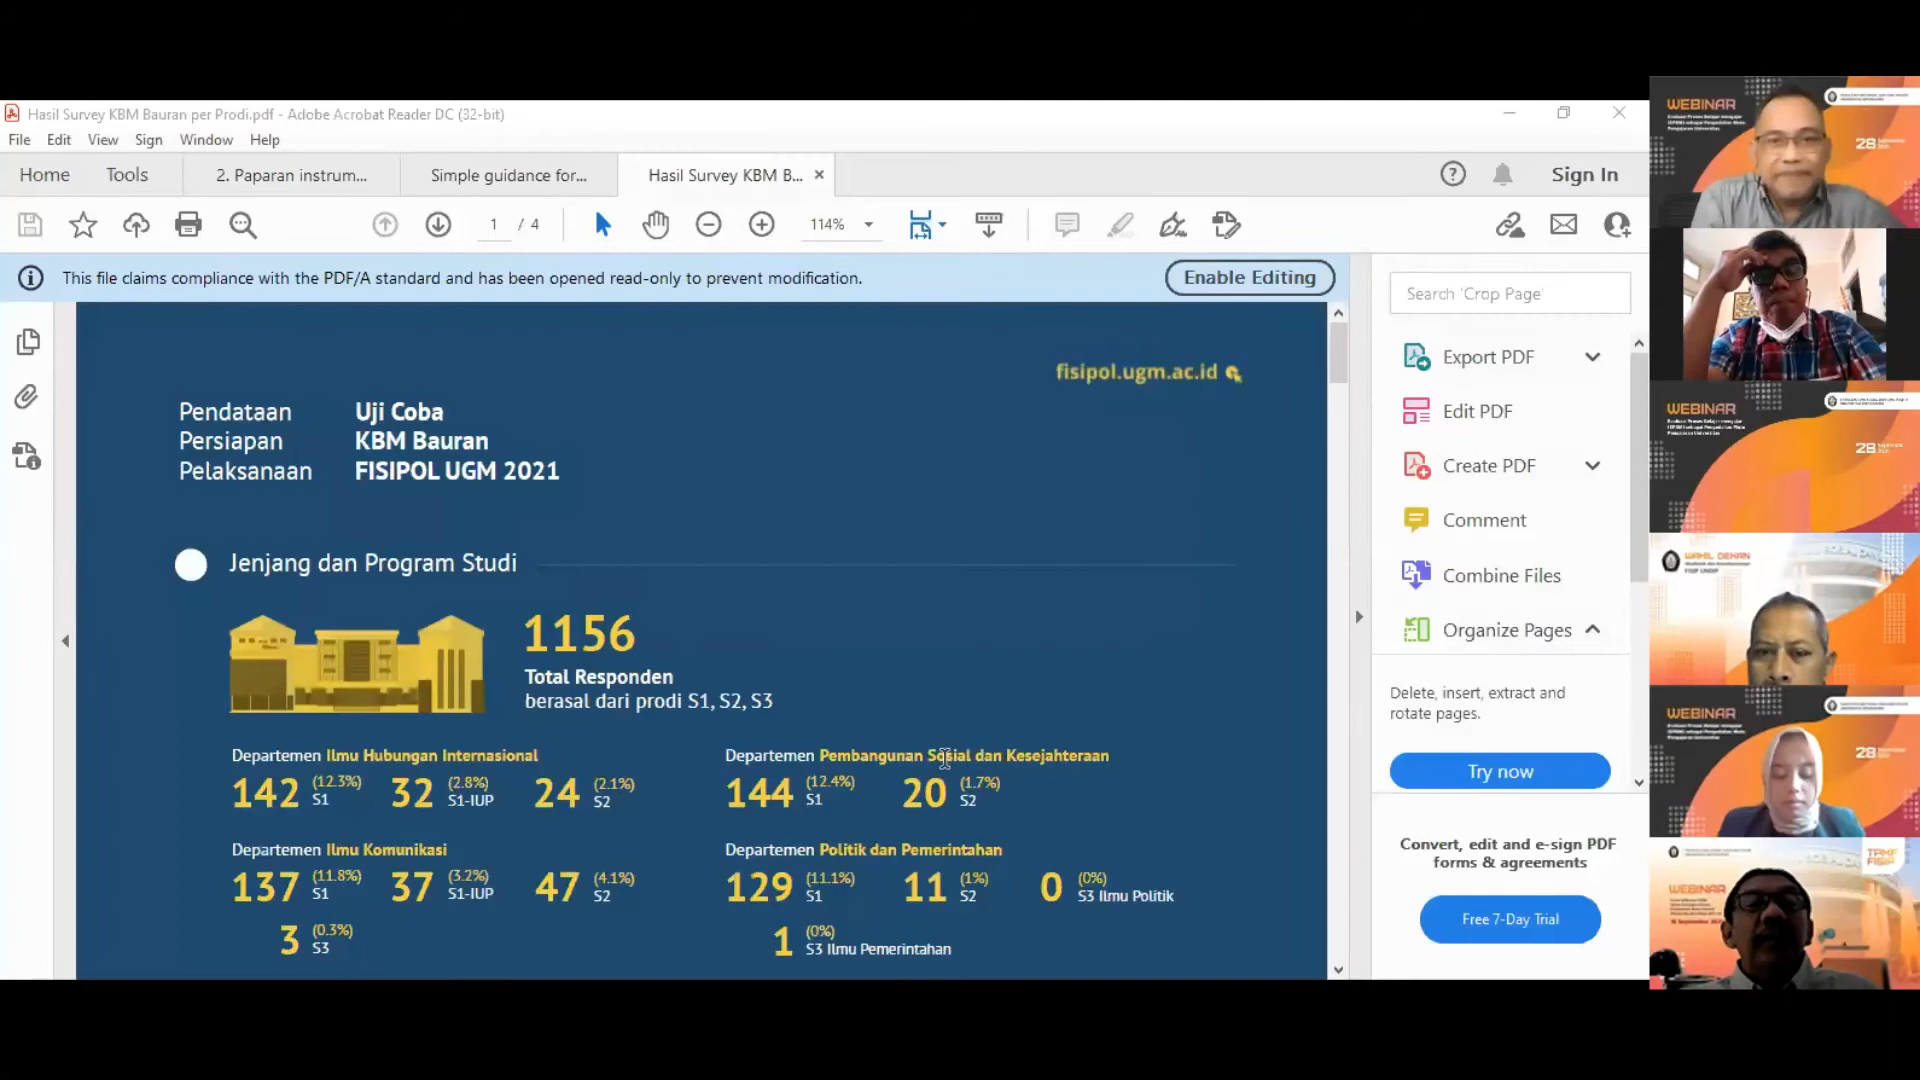 Hasil Survey KBM Bauran per Prodi.pdf - Adobe Acrobat Reader DC (32-bit)
File Edit View Sign Window Help
Home Tools 2. Paparan instrum... Simple guidance for... Hasil Survey KBM B... × Sign In
1 / 4 114%
This file claims compliance with the PDF/A standard and has been opened read-only to prevent modification. Enable Editing
fisipol.ugm.ac.id
Pendataan Uji Coba
Persiapan KBM Bauran
Pelaksanaan FISIPOL UGM 2021
Jenjang dan Program Studi
1156
Total Responden
berasal dari prodi S1, S2, S3
Departemen Ilmu Hubungan Internasional
142 (12.3%) S1 32 (2.8%) S1-IUP 24 (2.1%) S2
Departemen Pembangunan Sosial dan Kesejahteraan
144 (12.4%) S1 20 (1.7%) S2
Departemen Ilmu Komunikasi
137 (11.8%) S1 37 (3.2%) S1-IUP 47 (4.1%) S2
3 (0.3%) S3
Departemen Politik dan Pemerintahan
129 (11.1%) S1 11 (1%) S2 0 (0%) S3 Ilmu Politik
1 (0%) S3 Ilmu Pemerintahan
Search 'Crop Page'
Export PDF
Edit PDF
Create PDF
Comment
Combine Files
Organize Pages
Delete, insert, extract and
rotate pages.
Try now
Convert, edit and e-sign PDF
forms & agreements
Free 7-Day Trial
WEBINAR
28
WEBINAR
28
WAKIL DEKAN
FISIP UNDIP
WEBINAR
28
WEBINAR